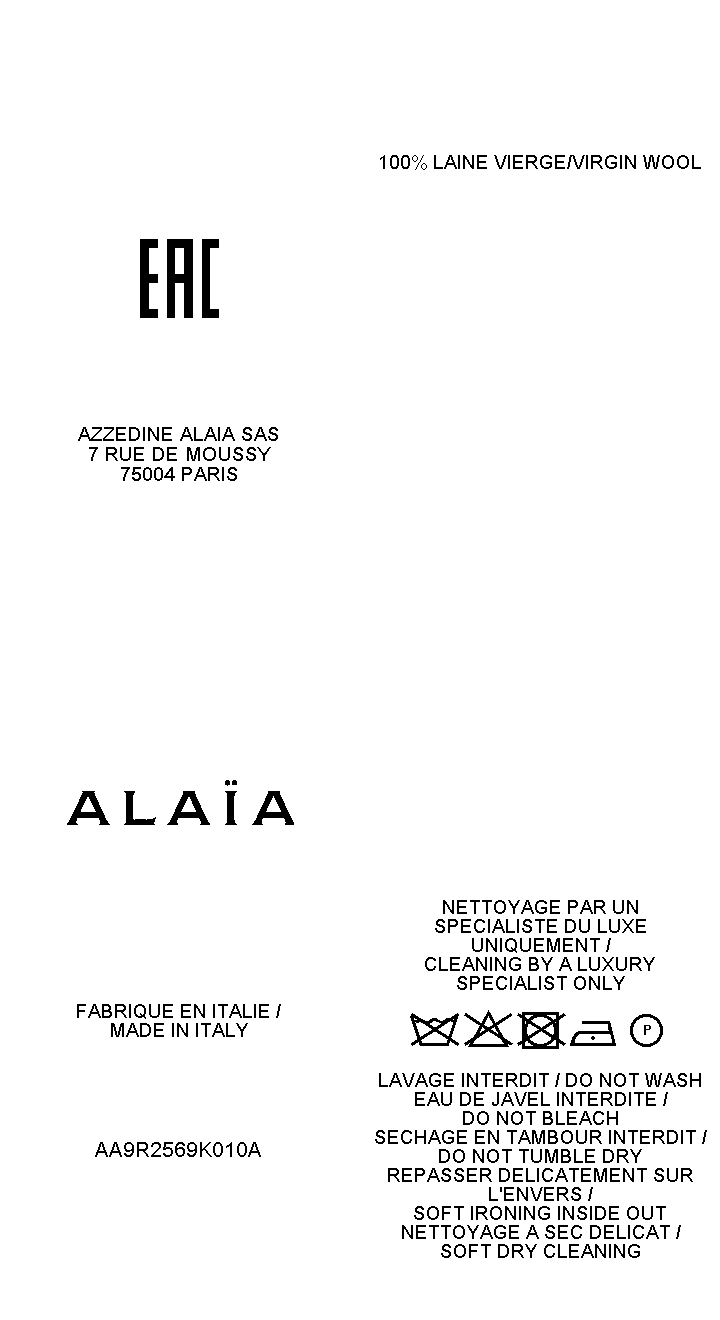 100% LAINE VIERGE/VIRGIN WOOL
EAC
AZZEDINE ALAIA SAS
7 RUE DE MOUSSY
75004 PARIS
ALAÏA
FABRIQUE EN ITALIE /
MADE IN ITALY
AA9R2569K010A
NETTOYAGE PAR UN
SPECIALISTE DU LUXE
UNIQUEMENT /
CLEANING BY A LUXURY
SPECIALIST ONLY
P
LAVAGE INTERDIT / DO NOT WASH
EAU DE JAVEL INTERDITE /
DO NOT BLEACH
SECHAGE EN TAMBOUR INTERDIT /
DO NOT TUMBLE DRY
REPASSER DELICATEMENT SUR
L'ENVERS /
SOFT IRONING INSIDE OUT
NETTOYAGE A SEC DELICAT /
SOFT DRY CLEANING